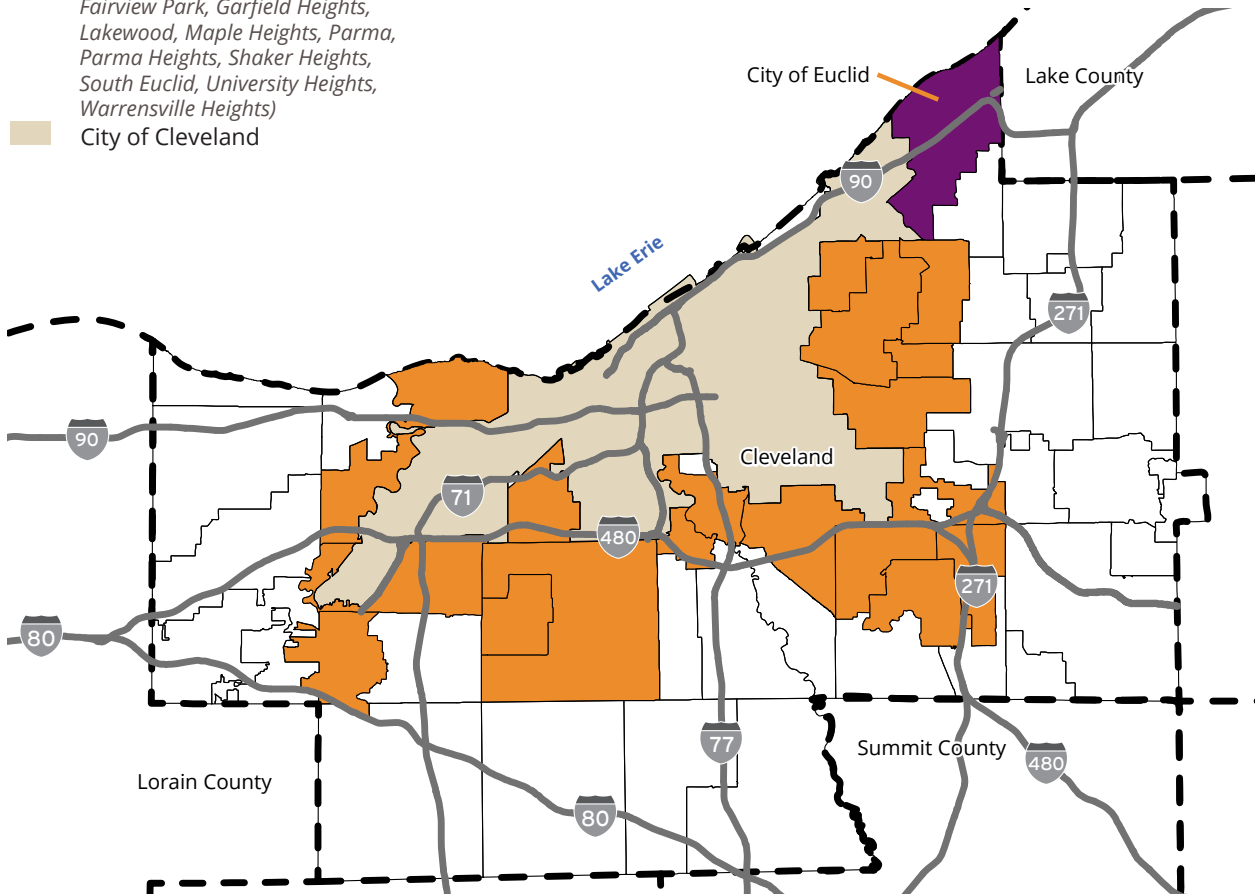 Fairview Park, Garfield Heights,
Lakewood, Maple Heights, Parma,
Parma Heights, Shaker Heights,
South Euclid, University Heights,
Warrensville Heights)
City of Cleveland
City of Euclid
Lake County
90
Lake Erie
271
90
Cleveland
71
480
271
80
77
Summit County
480
Lorain County
80